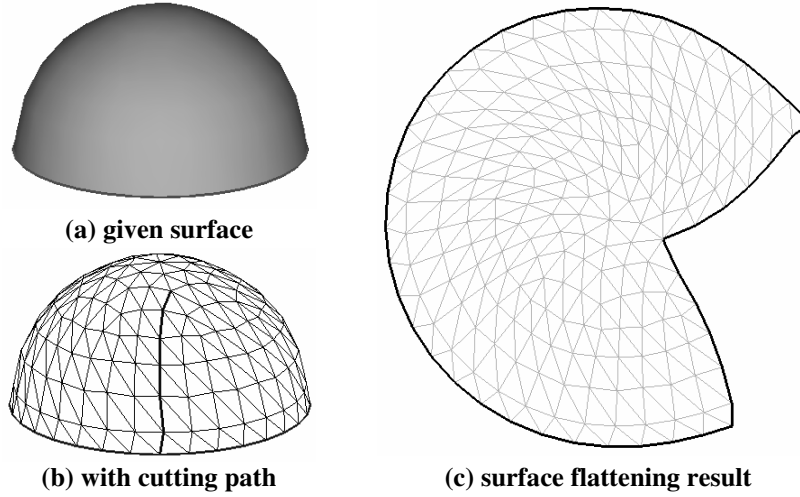 (a) given surface
(b) with cutting path
(c) surface flattening result